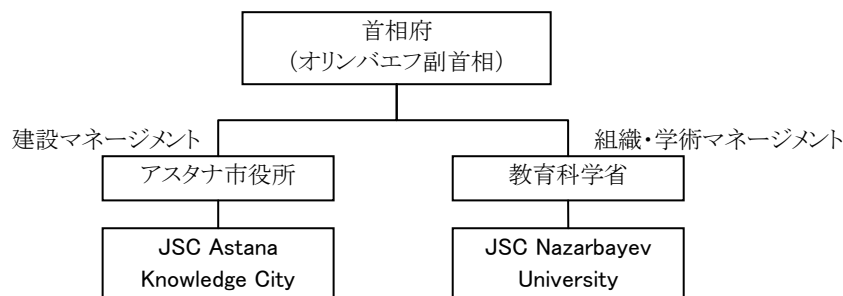 首相府
（オリンバエフ副首相）
建設マネージメント
組織・学術マネージメント
アスタナ市役所
教育科学省
JSC Astana
Knowledge City
JSC Nazarbayev
University